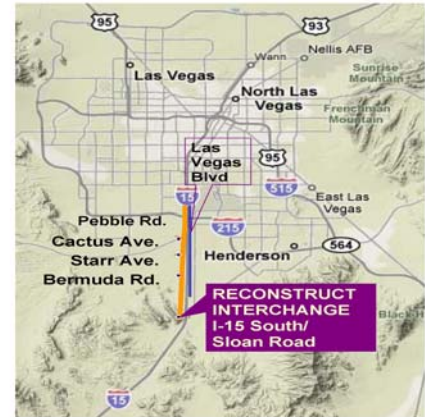 95
93
Wann
Nellis AFB
Las Vegas
Sunrise
Mountain
North Las
Vegas
Frenchman
Mountain
Las
Vegas
Blvd
95
15
515
East Las
Vegas
Pebble Rd.
215
Cactus Ave.
Henderson
564
Starr Ave.
Bermuda Rd.
RECONSTRUCT
INTERCHANGE
I-15 South/
Sloan Road
Black H
15